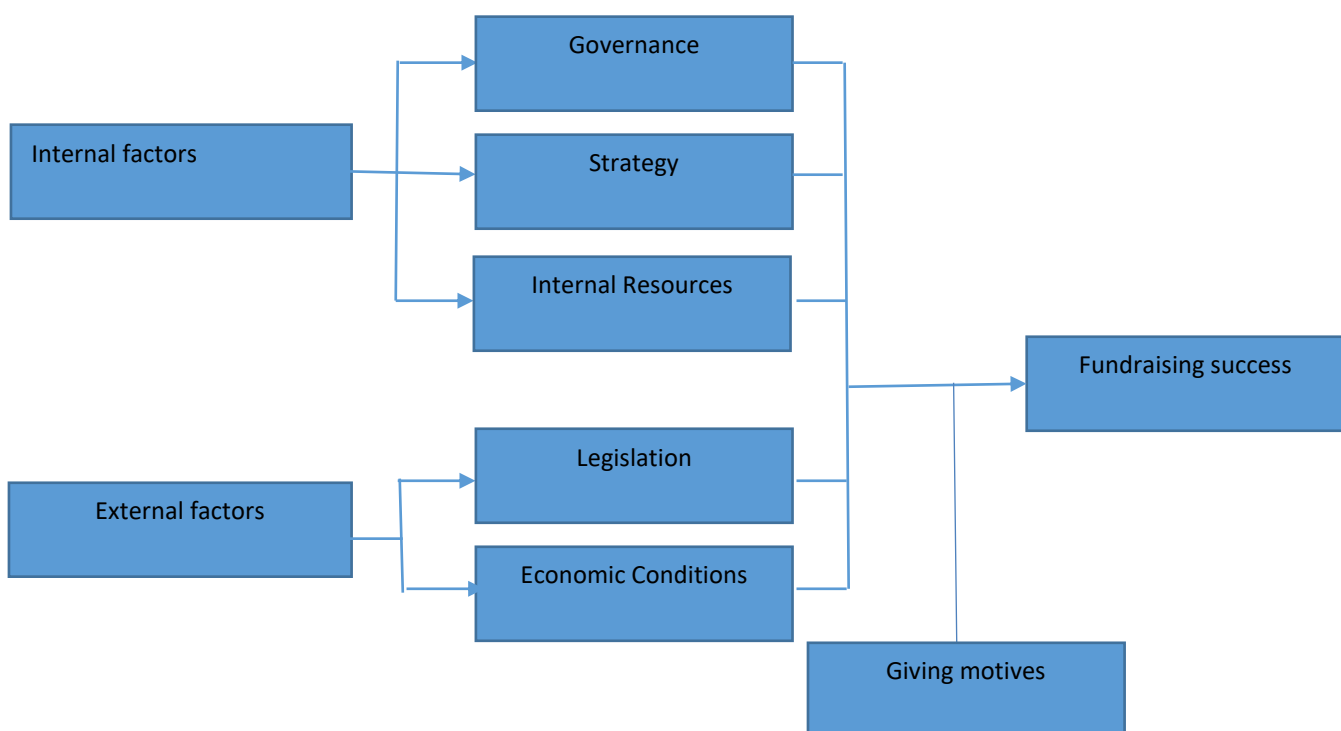 Governance
Internal factors
Strategy
Internal Resources
Fundraising success
Legislation
External factors
Economic Conditions
Giving motives